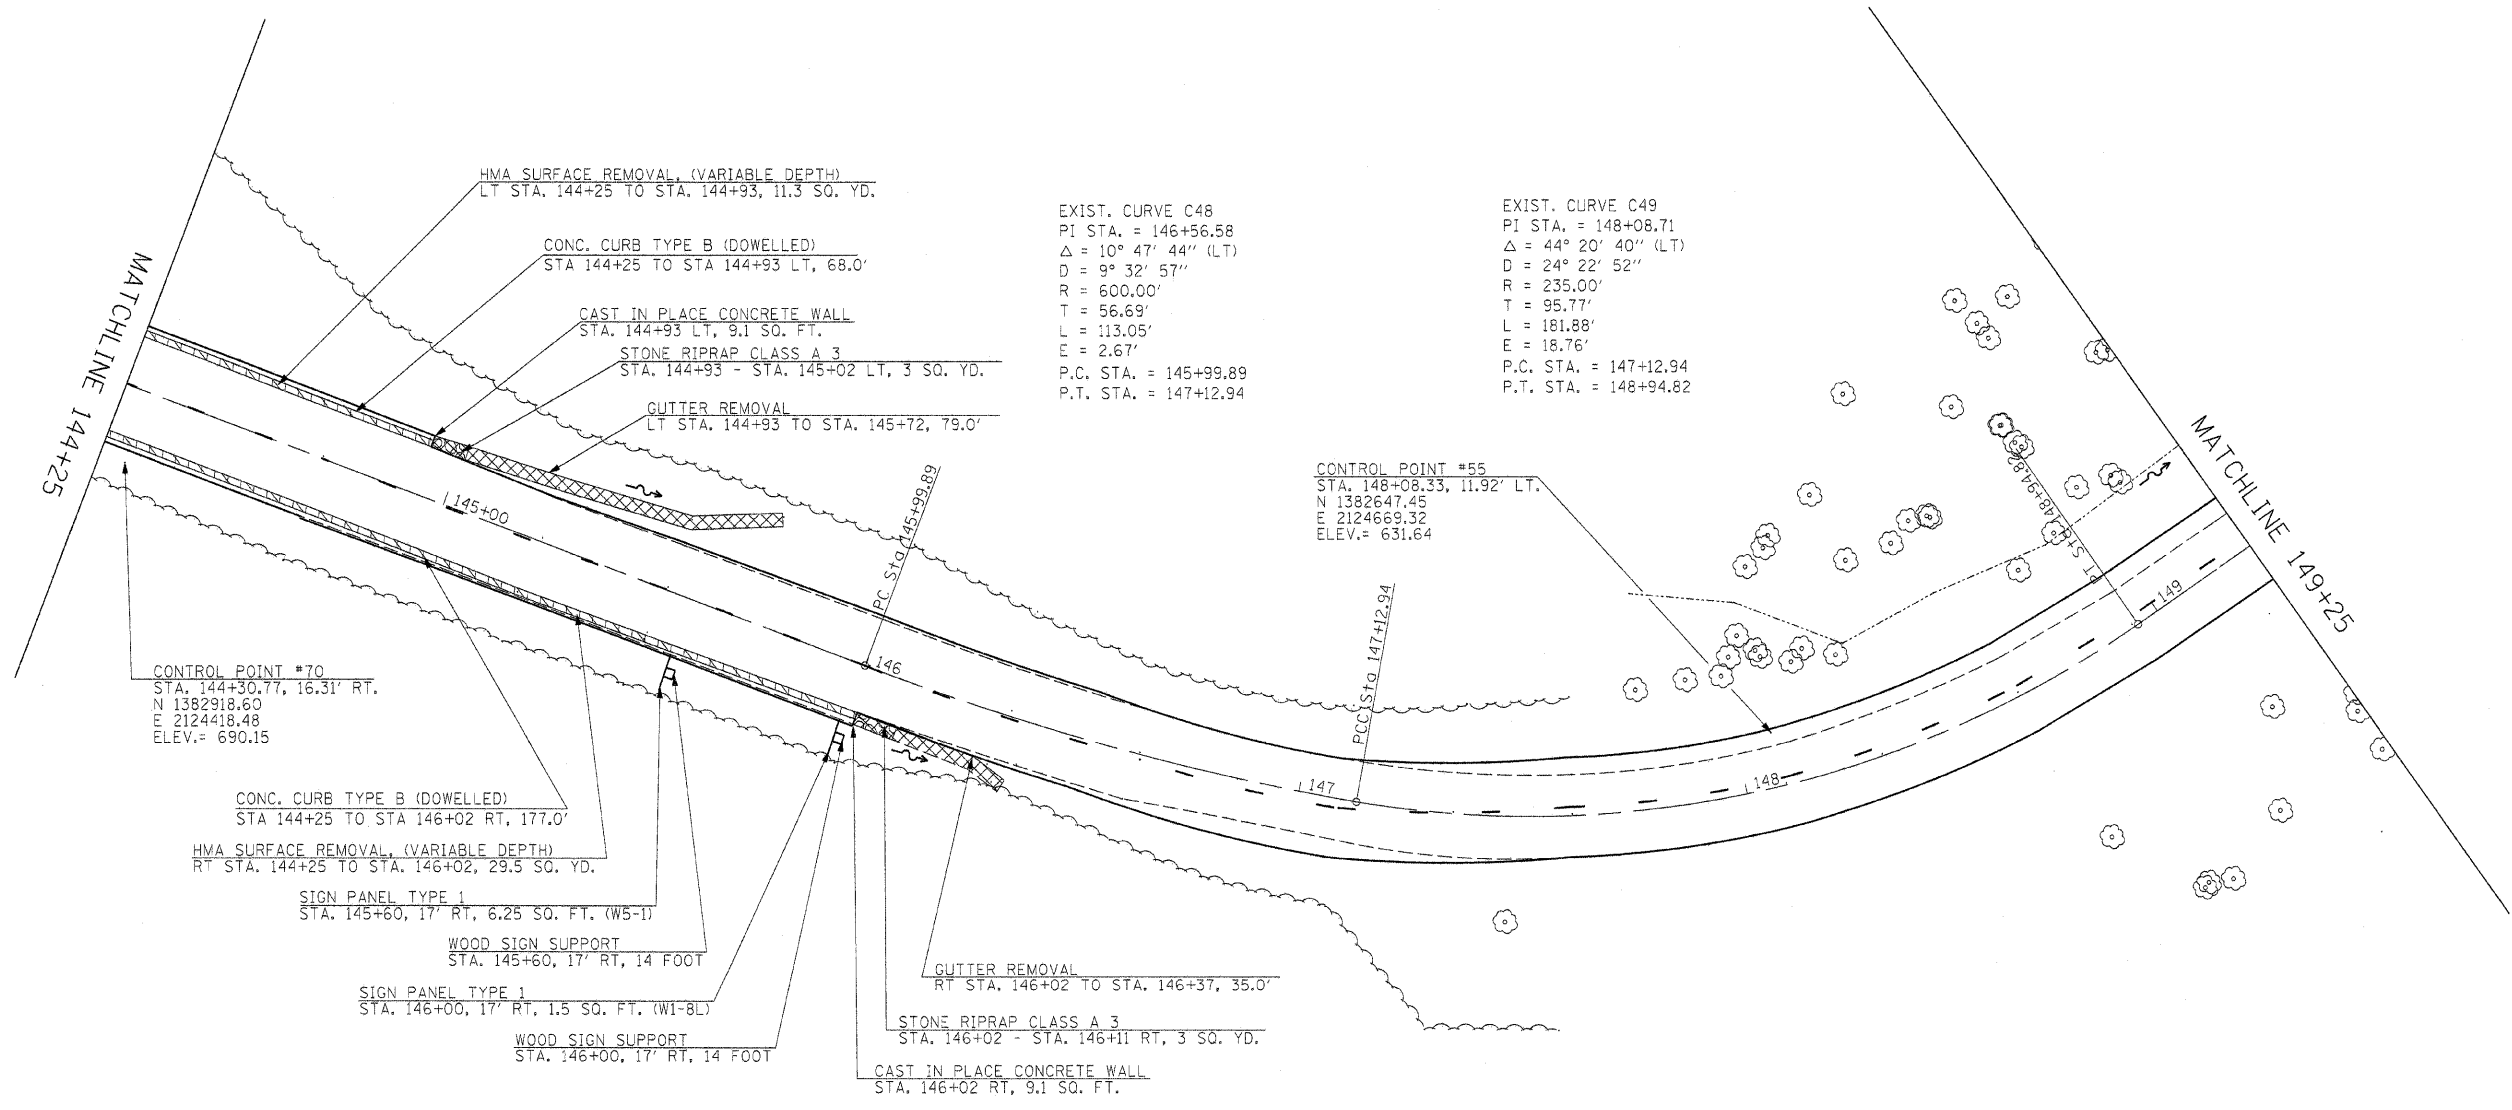 HMA SURFACE REMOVAL, (VARIABLE DEPTH)
LT STA. 144+25 TO STA. 144+93, 11.3 SQ. YD.
CONC. CURB TYPE B (DOWELLED)
STA 144+25 TO STA 144+93 LT, 68.0'
CAST IN PLACE CONCRETE WALL
STA. 144+93 LT, 9.1 SQ. FT.
STONE RIPRAP CLASS A 3
STA. 144+93 - STA. 145+02 LT, 3 SQ. YD.
GUTTER REMOVAL
LT STA. 144+93 TO STA. 145+72, 79.0'
EXIST. CURVE C48
PI STA. = 146+56.58
Δ = 10° 47' 44'' (LT)
D = 9° 32' 57''
R = 600.00'
T = 56.69'
L = 113.05'
E = 2.67'
P.C. STA. = 145+99.89
P.T. STA. = 147+12.94
EXIST. CURVE C49
PI STA. = 148+08.71
Δ = 44° 20' 40'' (LT)
D = 24° 22' 52''
R = 235.00'
T = 95.77'
L = 181.88'
E = 18.76'
P.C. STA. = 147+12.94
P.T. STA. = 148+94.82
MATCHLINE 144+25
MATCHLINE 149+25
CONTROL POINT #55
STA. 148+08.33, 11.92' LT.
N 1382647.45
E 2124669.32
ELEV.= 631.64
145+00
PC Sta 145+99.89
146
PCC Sta 147+12.94
147
148
PT Sta 148+94.82
149
CONTROL POINT #70
STA. 144+30.77, 16.31' RT.
N 1382918.60
E 2124418.48
ELEV.= 690.15
CONC. CURB TYPE B (DOWELLED)
STA 144+25 TO STA 146+02 RT, 177.0'
HMA SURFACE REMOVAL, (VARIABLE DEPTH)
RT STA. 144+25 TO STA. 146+02, 29.5 SQ. YD.
SIGN PANEL TYPE 1
STA. 145+60, 17' RT, 6.25 SQ. FT. (W5-1)
WOOD SIGN SUPPORT
STA. 145+60, 17' RT, 14 FOOT
SIGN PANEL TYPE 1
STA. 146+00, 17' RT, 1.5 SQ. FT. (W1-8L)
WOOD SIGN SUPPORT
STA. 146+00, 17' RT, 14 FOOT
GUTTER REMOVAL
RT STA. 146+02 TO STA. 146+37, 35.0'
STONE RIPRAP CLASS A 3
STA. 146+02 - STA. 146+11 RT, 3 SQ. YD.
CAST IN PLACE CONCRETE WALL
STA. 146+02 RT, 9.1 SQ. FT.